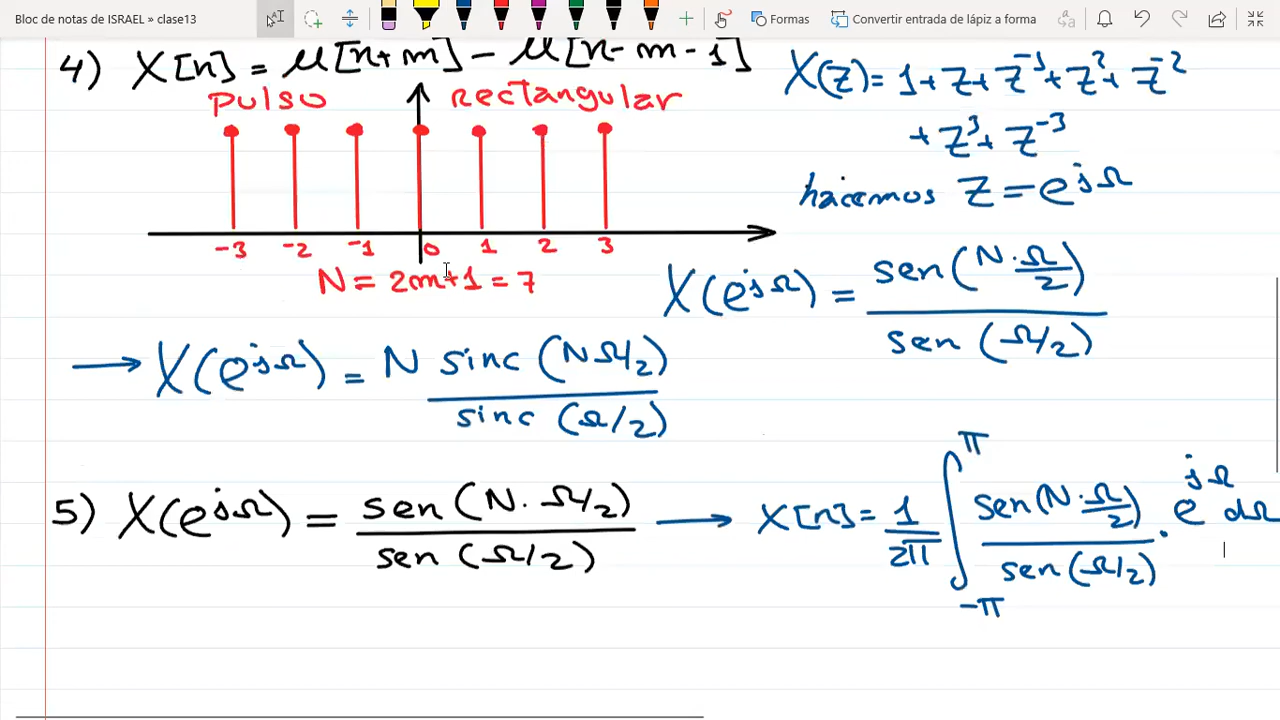 Bloc de notas de ISRAEL » clase13
Formas
Convertir entrada de lápiz a forma
4) X[n] = μ[n+m] - μ[n-m-1]
pulso rectangular
-3 -2 -1 0 1 2 3
N = 2m+1 = 7
X(z) = 1 + z + z⁻¹ + z² + z⁻²
+ z³ + z⁻³
hacemos z = e^{jΩ}
X(e^{jΩ}) = sen(N·Ω/2) / sen(Ω/2)
→ X(e^{jΩ}) = N sinc(NΩ/2) / sinc(Ω/2)
5) X(e^{jΩ}) = sen(N·Ω/2) / sen(Ω/2) → X[n] = 1/2π ∫_{-π}^{π} sen(N·Ω/2) / sen(Ω/2) · e^{jΩ} dΩ